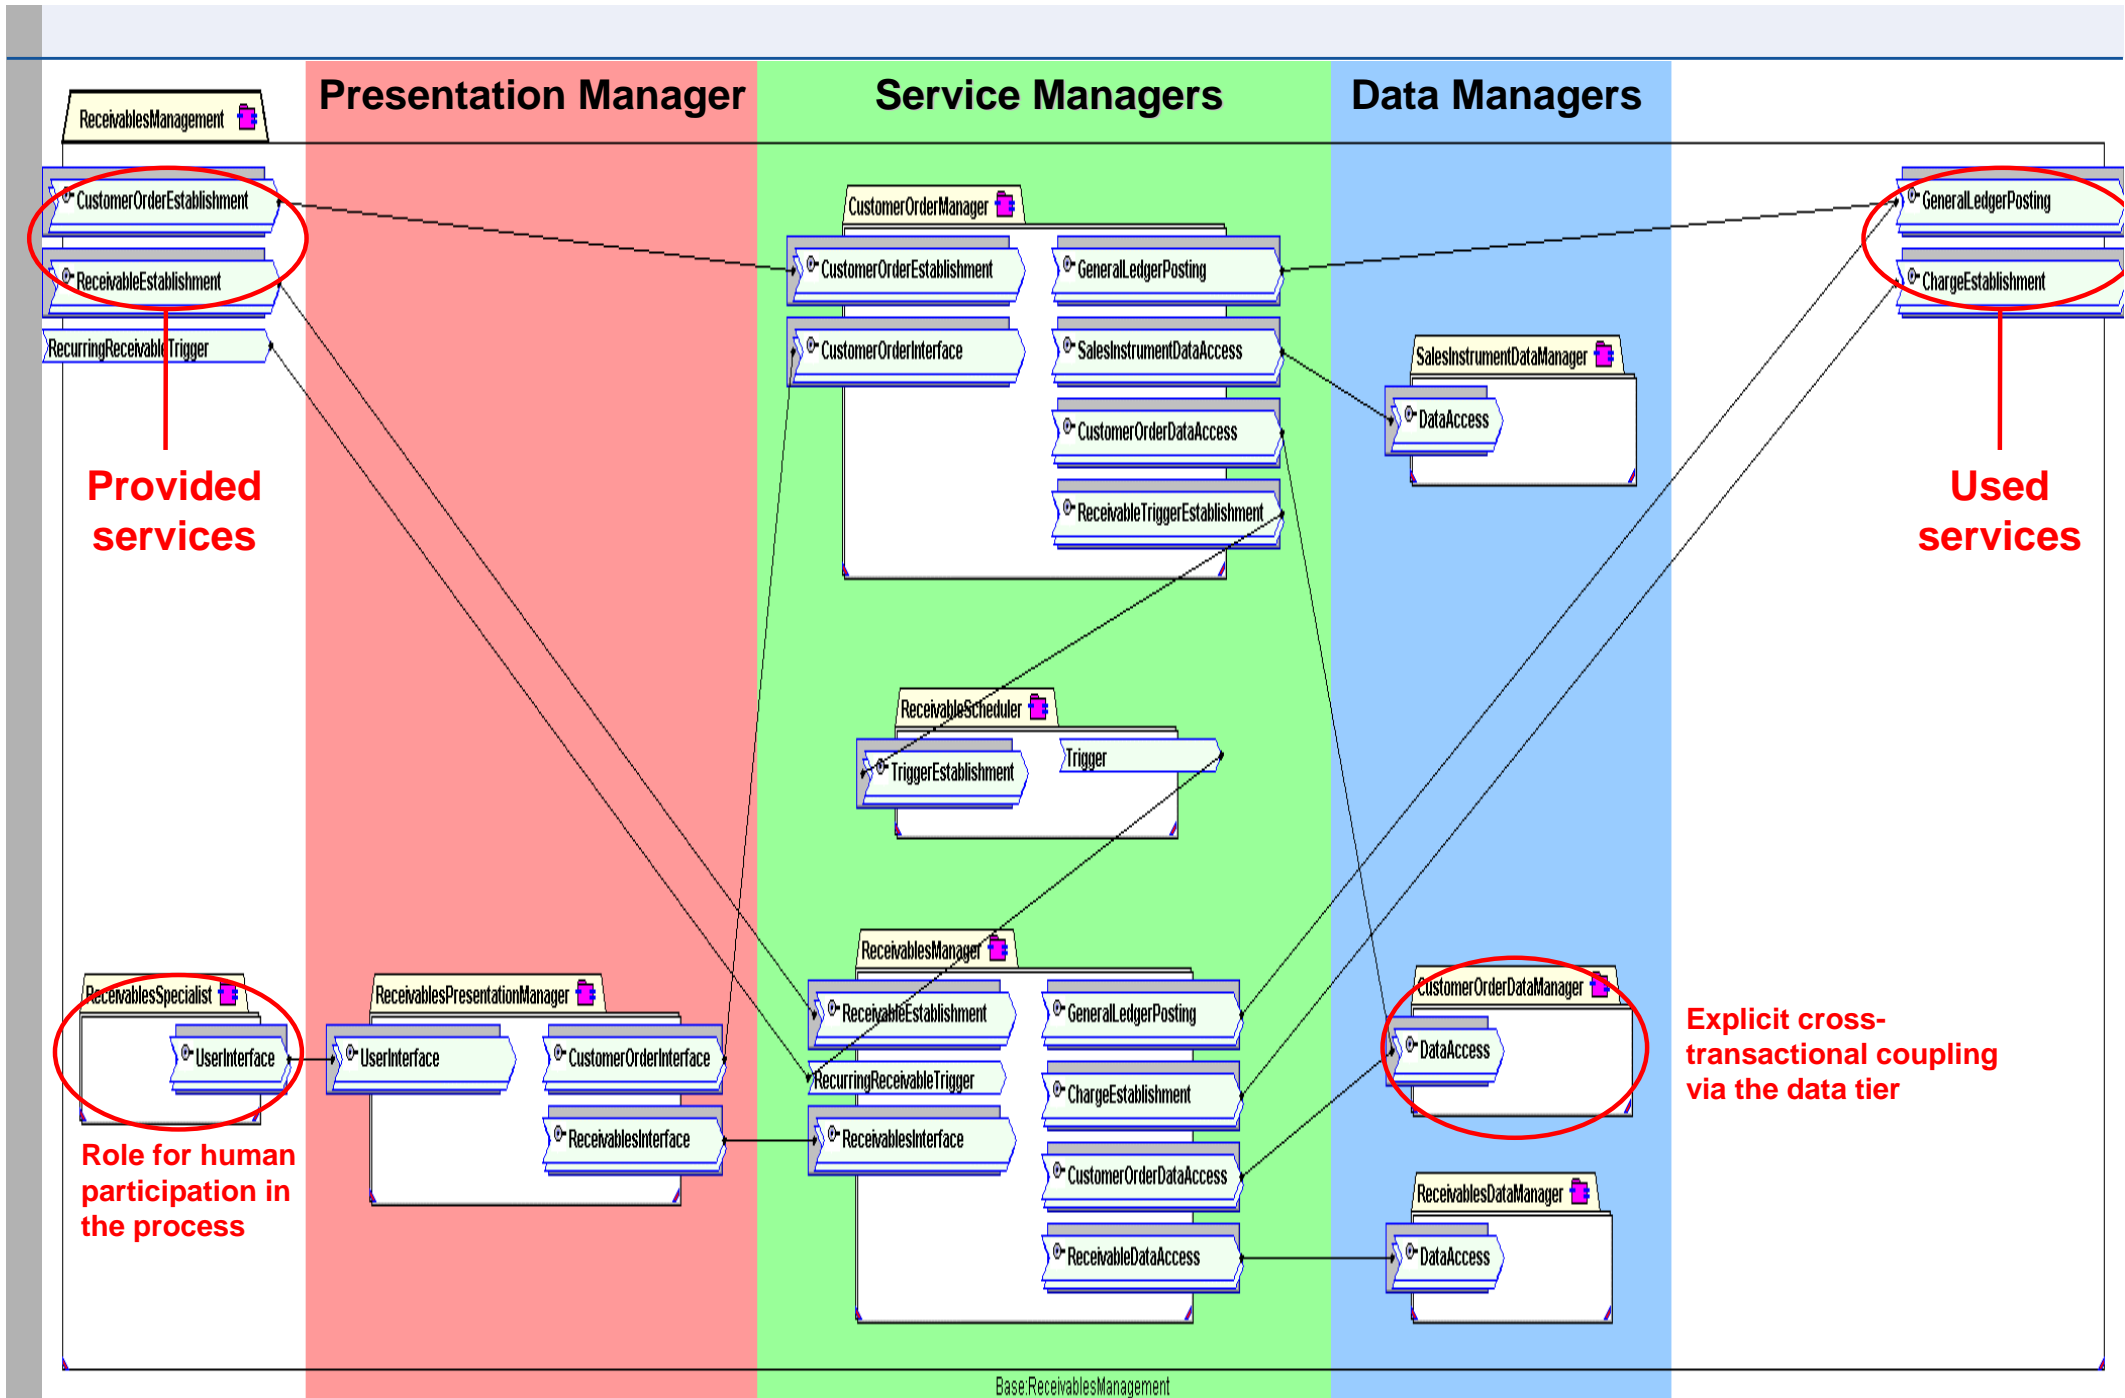 Presentation Manager
Service Managers
Data Managers
ReceivablesManagement
CustomerOrderEstablishment
ReceivableEstablishment
RecurringReceivableTrigger
Provided
services
CustomerOrderManager
CustomerOrderEstablishment
CustomerOrderInterface
GeneralLedgerPosting
SalesInstrumentDataAccess
CustomerOrderDataAccess
ReceivableTriggerEstablishment
SalesInstrumentDataManager
DataAccess
GeneralLedgerPosting
ChargeEstablishment
Used
services
ReceivableScheduler
TriggerEstablishment
Trigger
ReceivablesSpecialist
UserInterface
Role for human
participation in
the process
ReceivablesPresentationManager
UserInterface
CustomerOrderInterface
ReceivablesInterface
ReceivablesManager
ReceivableEstablishment
RecurringReceivableTrigger
ReceivablesInterface
GeneralLedgerPosting
ChargeEstablishment
CustomerOrderDataAccess
ReceivableDataAccess
CustomerOrderDataManager
DataAccess
Explicit cross-
transactional coupling
via the data tier
ReceivablesDataManager
DataAccess
Base:ReceivablesManagement